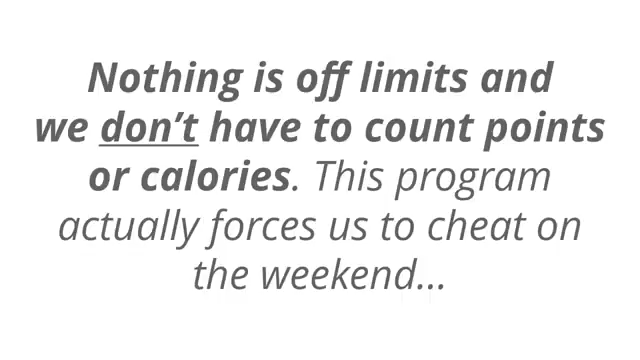 Nothing is off limits and
we don't have to count points
or calories. This program
actually forces us to cheat on
the weekend...